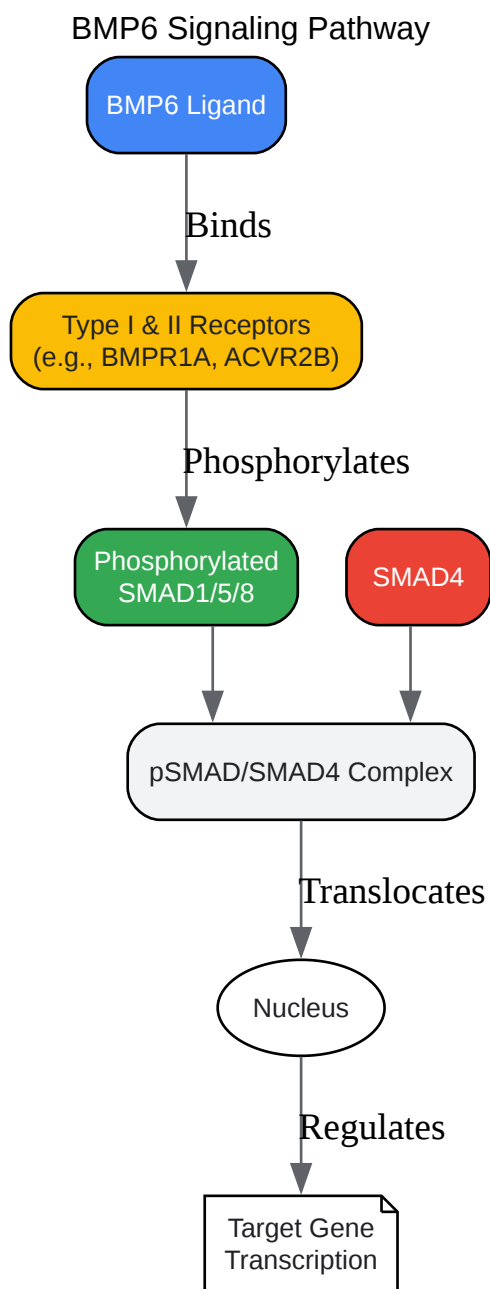 BMP6 Signaling Pathway
BMP6 Ligand
Binds
Type I & II Receptors
(e.g., BMPR1A, ACVR2B)
Phosphorylates
Phosphorylated
SMAD1/5/8
SMAD4
pSMAD/SMAD4 Complex
Translocates
Nucleus
Regulates
Target Gene
Transcription